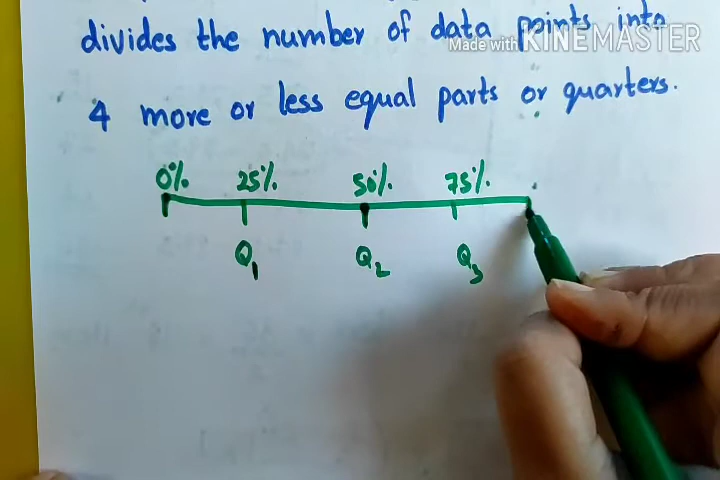 divides the number of data points into
Made with KINEMASTER
4 more or less equal parts or quarters.
0% 25% 50% 75%
Q1 Q2 Q3